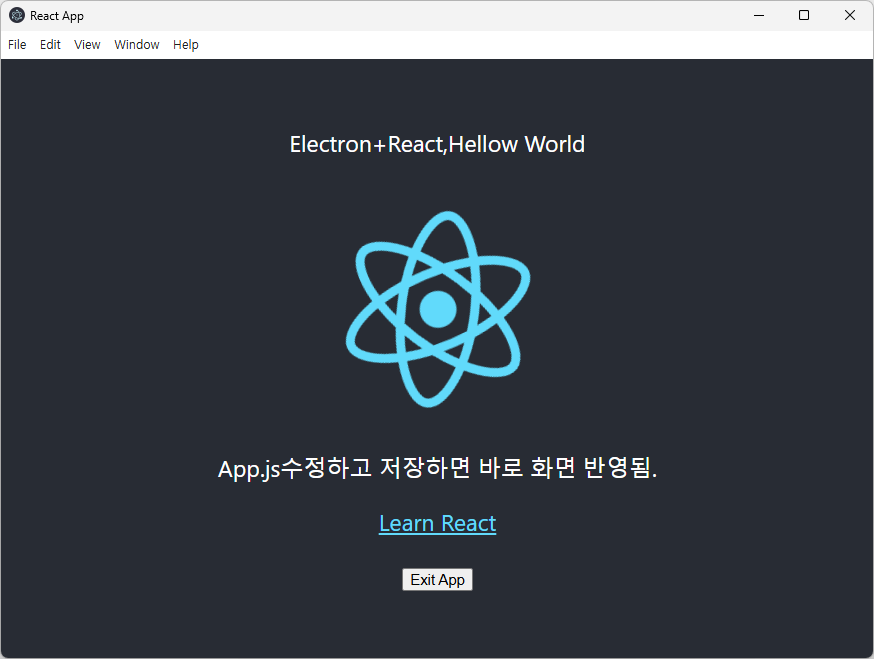 React App
File Edit View Window Help
Electron+React,Hellow World
App.js수정하고 저장하면 바로 화면 반영됨.
Learn React
Exit App